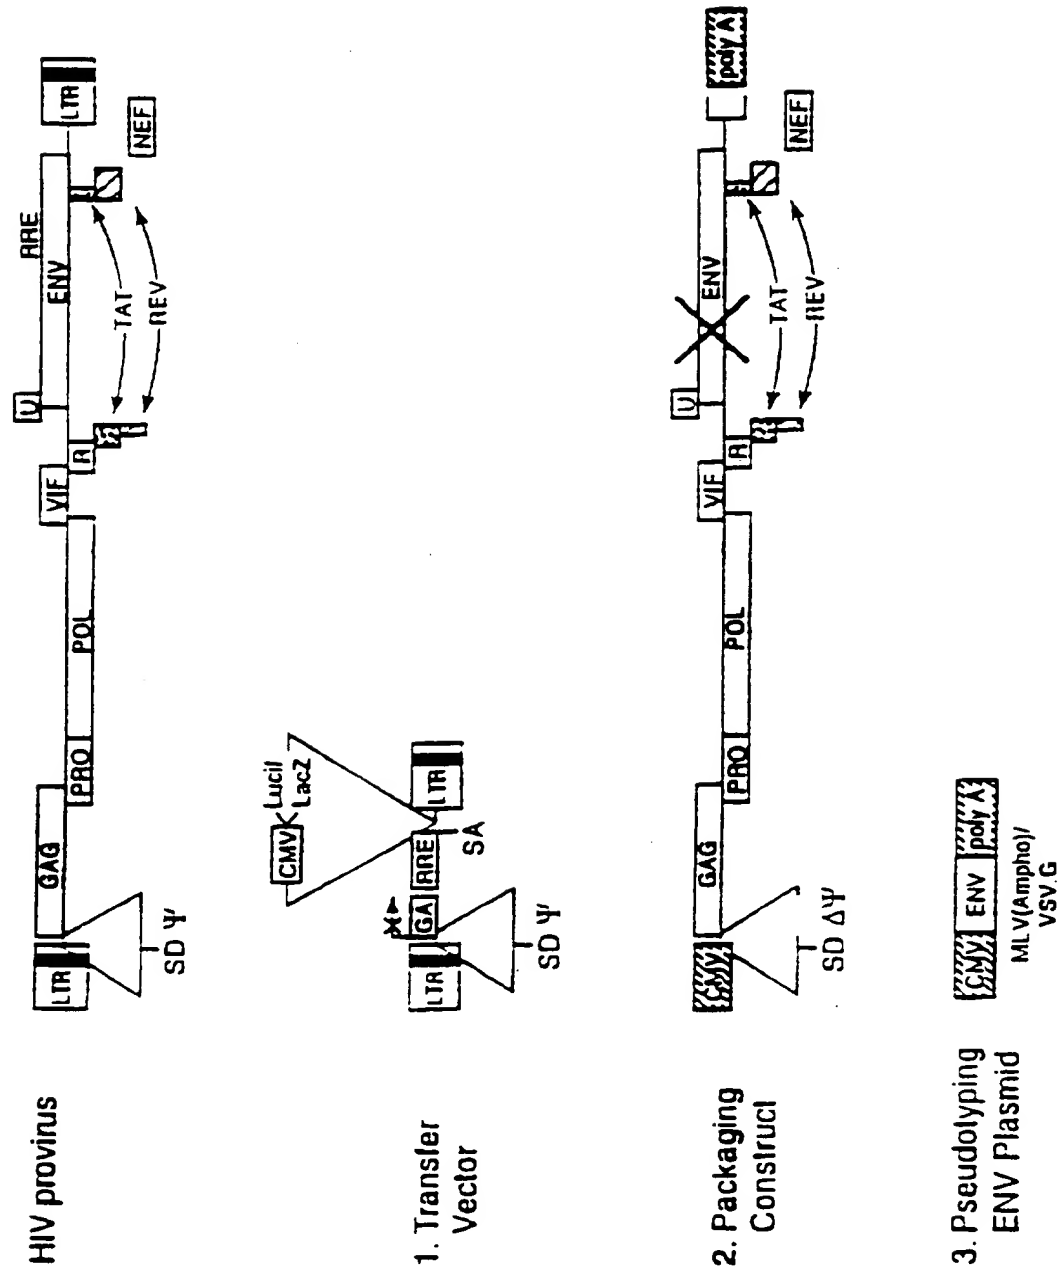 HIV provirus
LTR
SD Ψ
GAG
PRO
POL
VIF
R
U
TAT
REV
ENV
RRE
NEF
LTR
1. Transfer
Vector
LTR
SD Ψ
GA
RRE
SA
CMV
Lucif
LacZ
LTR
2. Packaging
Construct
CMV
SD ΔΨ
GAG
PRO
POL
VIF
R
U
TAT
REV
ENV
NEF
poly A
3. Pseudotyping
ENV Plasmid
CMV
ENV
poly A
MLV(Ampho)/
VSV.G